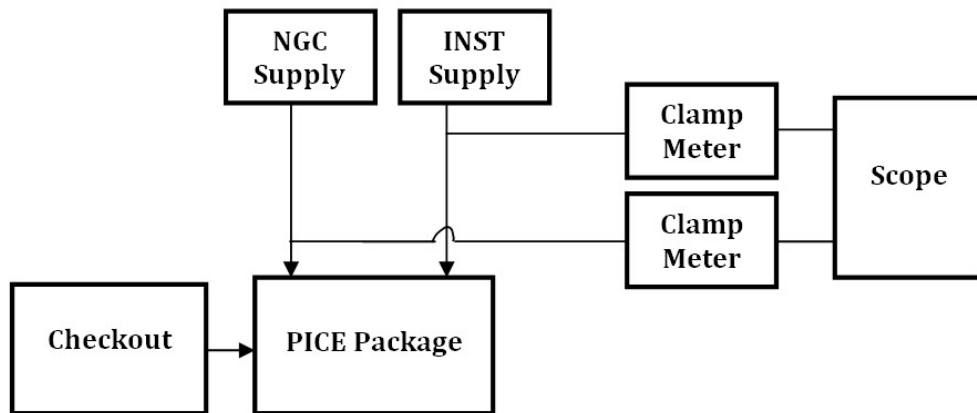 NGC
Supply
INST
Supply
Clamp
Meter
Scope
Clamp
Meter
Checkout
PICE Package